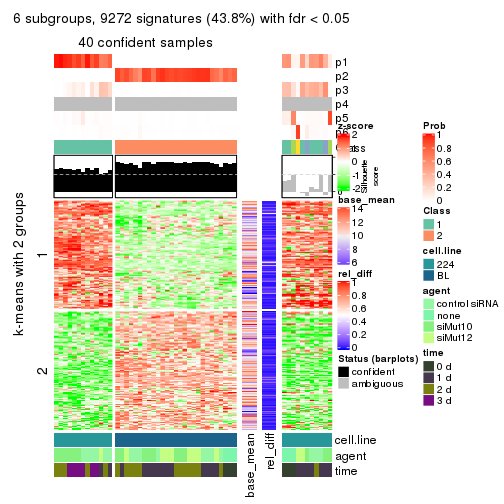 6 subgroups, 9272 signatures (43.8%) with fdr < 0.05
40 confident samples
p1
p2
p3
p4
p5
z-score
2
1
0
-1
-2
Silhouette
score
base_mean
14
12
10
8
6
rel_diff
1
0.8
0.6
0.4
0.2
0
Status (barplots)
confident
ambiguous
Prob
1
0.8
0.6
0.4
0.2
0
Class
1
2
cell.line
224
BL
agent
control siRNA
none
siMut10
siMut12
time
0 d
1 d
2 d
3 d
k-means with 2 groups
1
2
cell.line
agent
time
base_mean
rel_diff